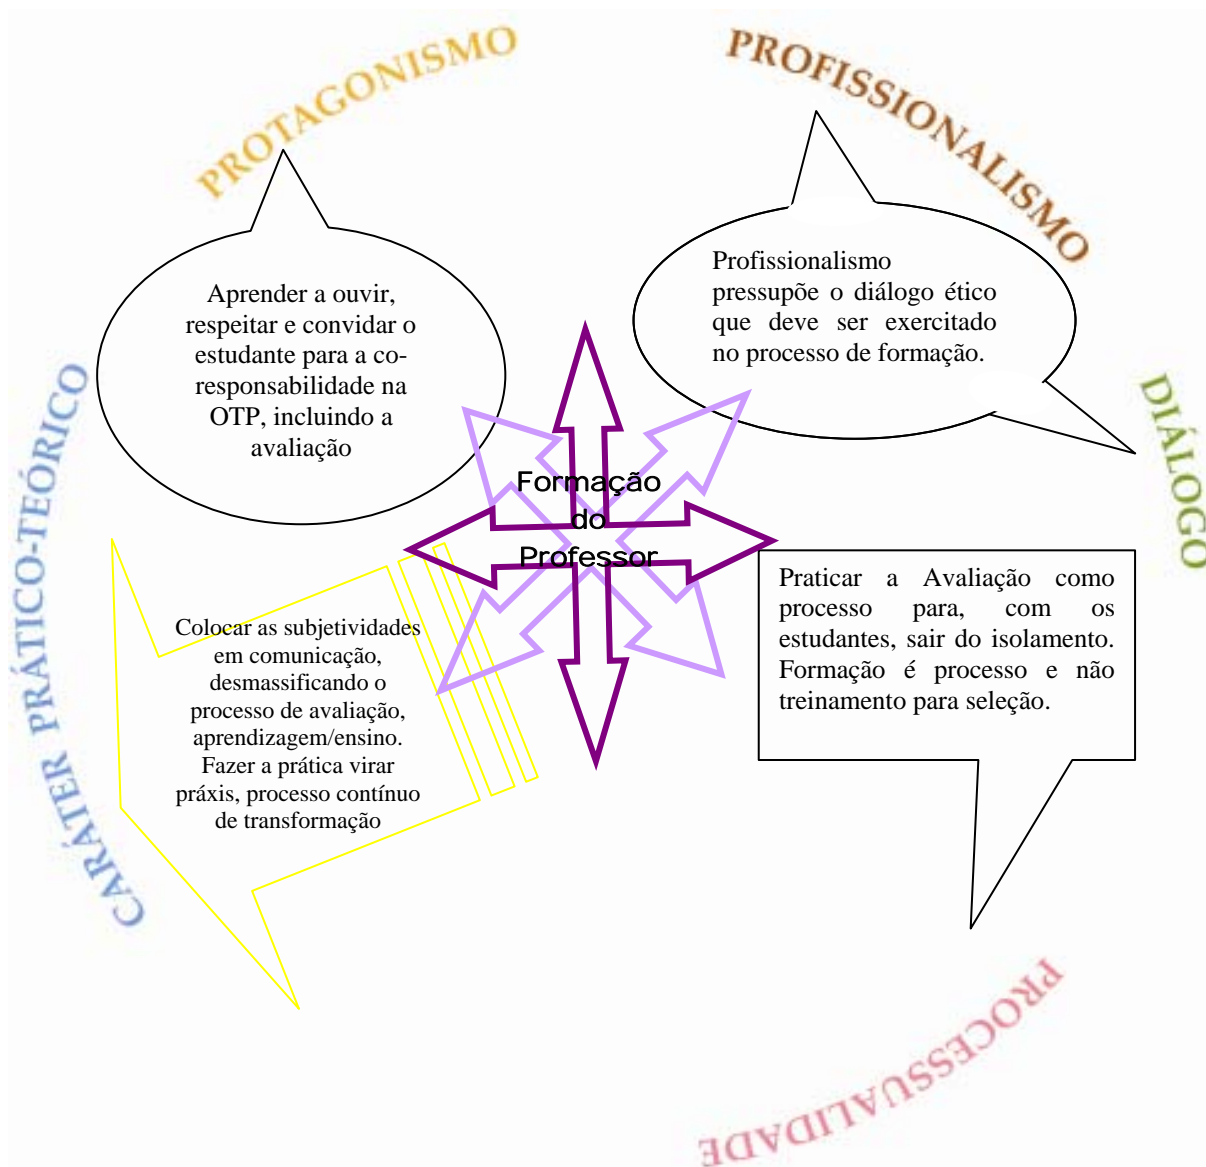 PROTAGONISMO
PROFISSIONALISMO
DIÁLOGO
CARÁTER PRÁTICO-TEÓRICO
PROCESSUALIDADE
Aprender a ouvir,
respeitar e convidar o
estudante para a co-
responsabilidade na
OTP, incluindo a
avaliação
Profissionalismo
pressupõe o diálogo ético
que deve ser exercitado
no processo de formação.
Formação
do
Professor
Praticar a Avaliação como
processo para, com os
estudantes, sair do isolamento.
Formação é processo e não
treinamento para seleção.
Colocar as subjetividades
em comunicação,
desmassificando o
processo de avaliação,
aprendizagem/ensino.
Fazer a prática virar
práxis, processo contínuo
de transformação